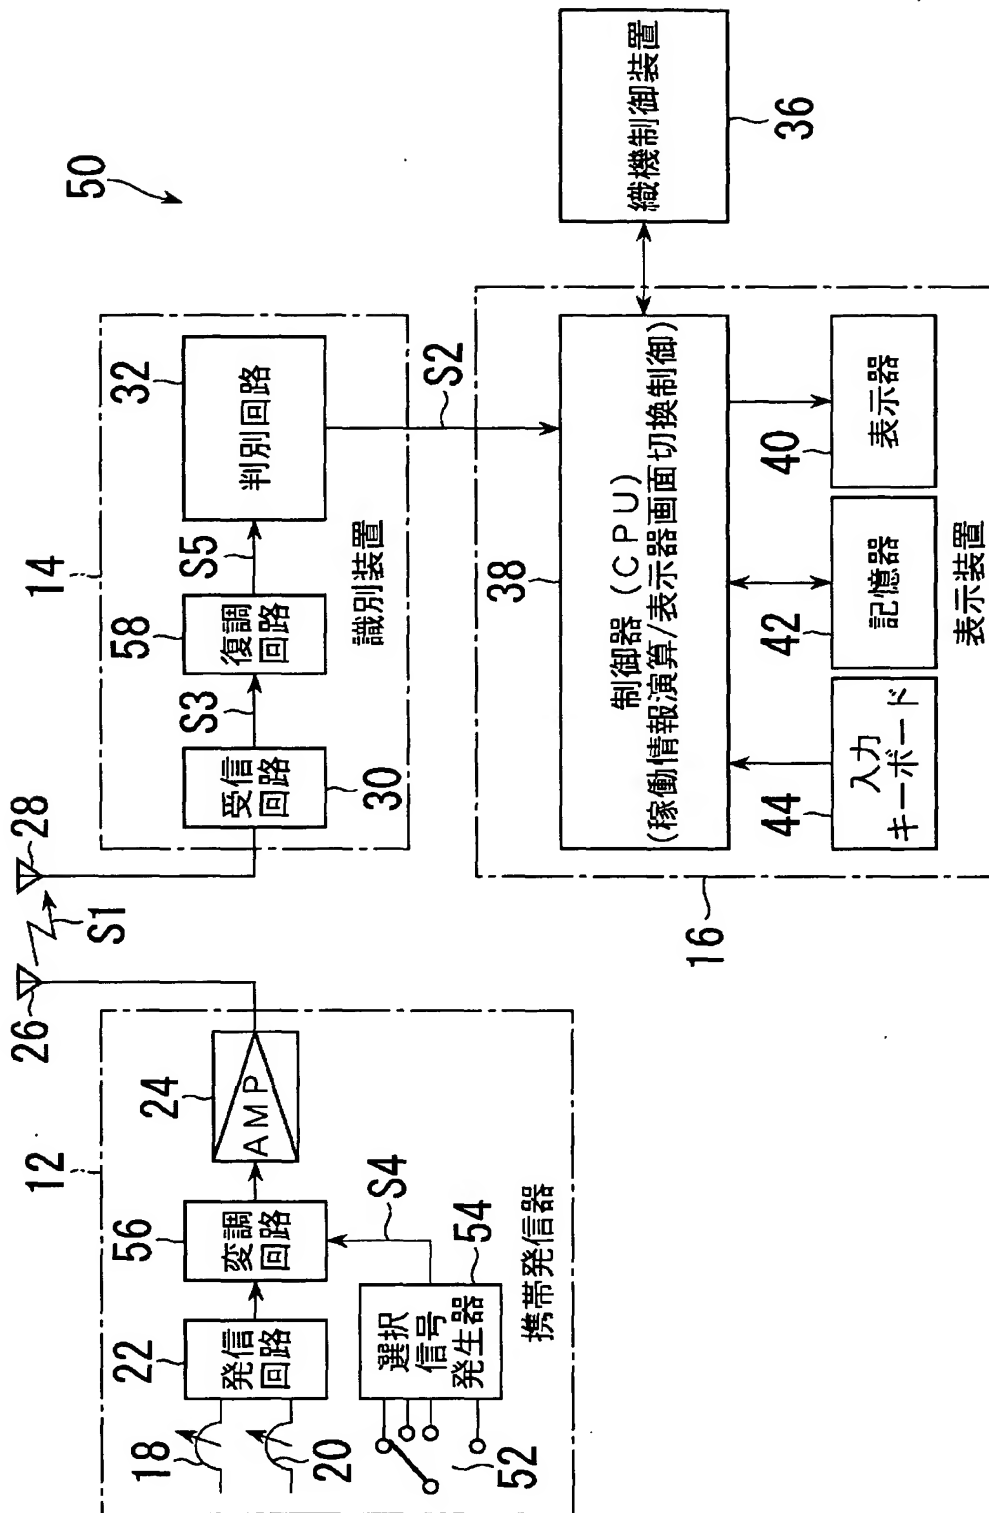 50
12
18
20
22
発信
回路
56
変調
回路
24
AMP
26
S1
28
S4
52
選択
信号
発生器
54
携帯発信器
14
30
受信
回路
S3
58
復調
回路
S5
32
判別回路
識別装置
S2
16
38
制御器(CPU)
(稼働情報演算/表示器画面切換制御)
36
織機制御装置
44
入力
キーボード
42
記憶器
40
表示器
表示装置